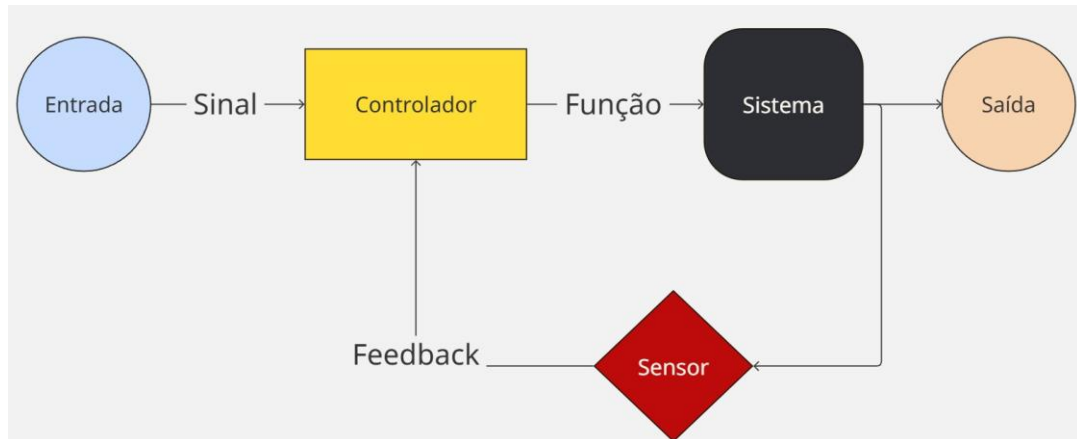 Entrada
Sinal
Controlador
Função
Sistema
Saída
Feedback
Sensor